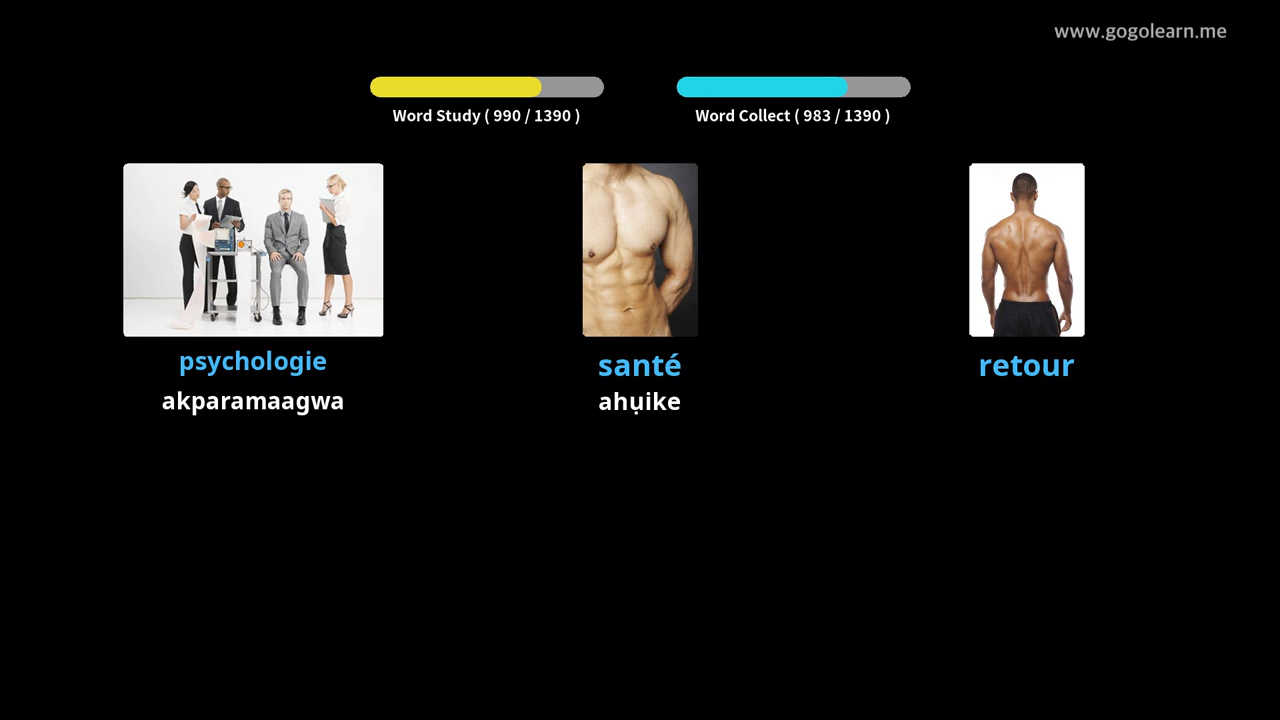 www.gogolearn.me
Word Study ( 990 / 1390 )
Word Collect ( 983 / 1390 )
psychologie
akparamaagwa
santé
ahụike
retour